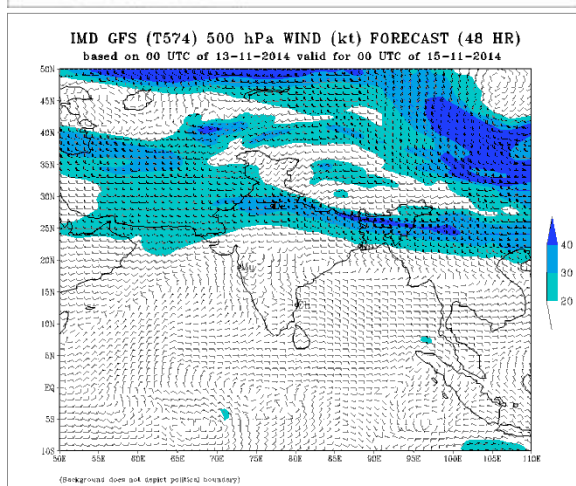 IMD GFS (T574) 500 hPa WIND (kt) FORECAST (48 HR)
based on 00 UTC of 13-11-2014 valid for 00 UTC of 15-11-2014
50N
45N
40N
35N
30N
25N
20N
15N
10N
5N
EQ
5S
10S
50E 55E 60E 65E 70E 75E 80E 85E 90E 95E 100E 105E 110E
40
30
20
(Background does not depict political boundary)